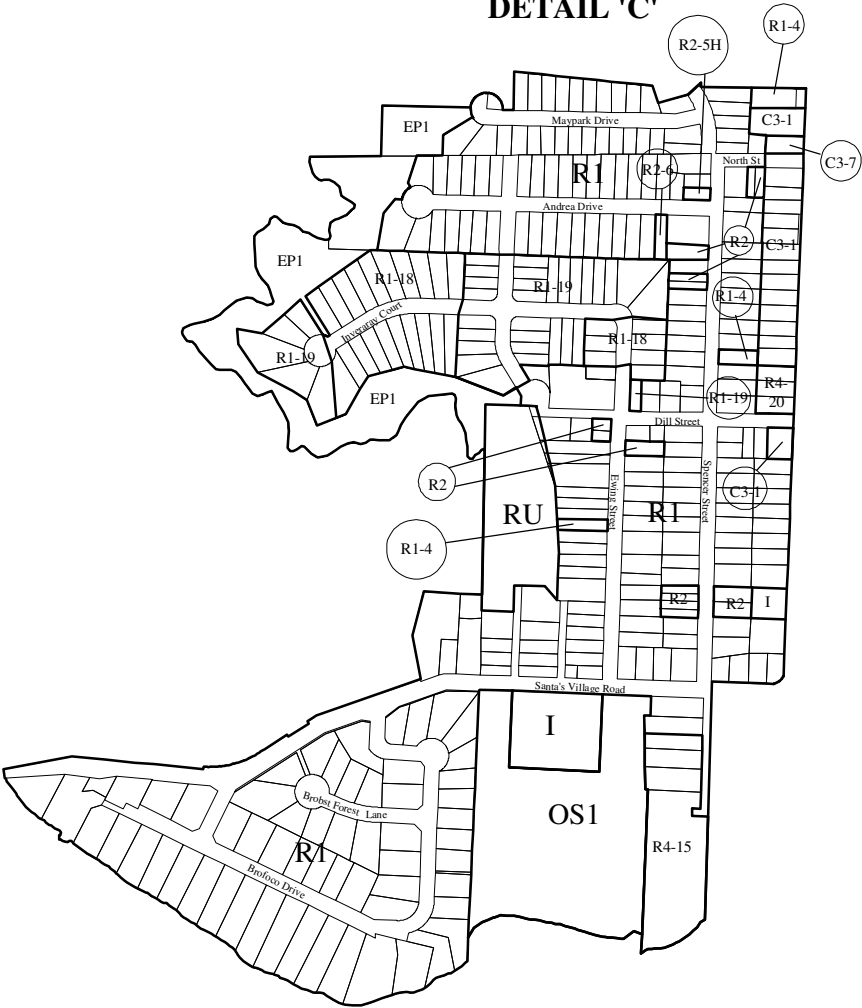 DETAIL 'C'
R1-4
R2-5H
EP1
Maypark Drive
C3-1
C3-7
North St
R1
R2-6
Andrea Drive
R2
C3-1
EP1
R1-18
R1-19
R1-4
Inveraray Court
R1-18
R1-19
EP1
R1-19
R4-
20
Dill Street
R2
Ewing Street
Spencer Street
C3-1
RU
R1
R1-4
R2
R2
I
Santa's Village Road
I
OS1
Brobst Forest Lane
R1
R4-15
Brofoco Drive